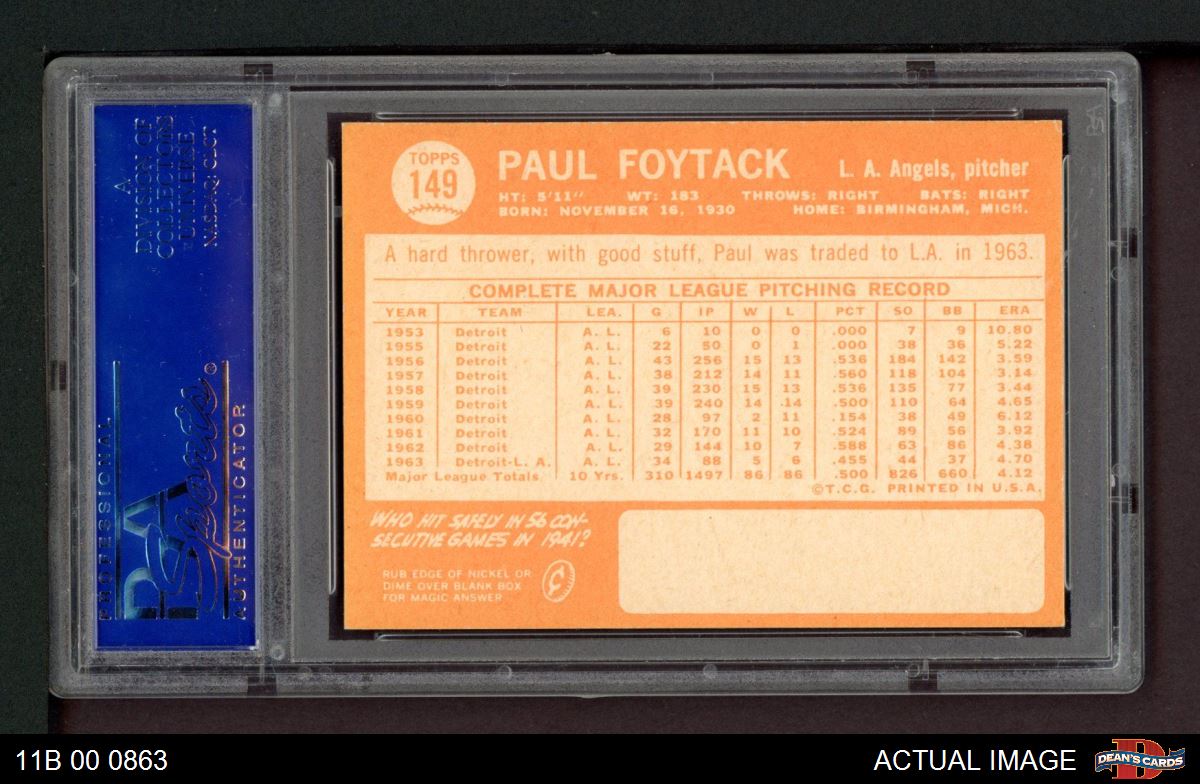 A
DIVISION OF
COLLECTORS
UNIVERSE
NASDAQ: CLCT
PROFESSIONAL
PSA
Sports ®
AUTHENTICATOR
TOPPS
149
PAUL FOYTACK L. A. Angels, pitcher
HT: 5'11" WT: 183 THROWS: RIGHT BATS: RIGHT
BORN: NOVEMBER 16, 1930 HOME: BIRMINGHAM, MICH.
A hard thrower, with good stuff, Paul was traded to L.A. in 1963.
COMPLETE MAJOR LEAGUE PITCHING RECORD
YEAR TEAM LEA. G IP W L PCT SO BB ERA
1953 Detroit A. L. 6 10 0 0 .000 7 9 10.80
1955 Detroit A. L. 22 50 0 1 .000 38 36 5.22
1956 Detroit A. L. 43 256 15 13 .536 184 142 3.59
1957 Detroit A. L. 38 212 14 11 .560 118 104 3.14
1958 Detroit A. L. 39 230 15 13 .536 135 77 3.44
1959 Detroit A. L. 39 240 14 14 .500 110 64 4.65
1960 Detroit A. L. 28 97 2 11 .154 38 49 6.12
1961 Detroit A. L. 32 170 11 10 .524 89 56 3.92
1962 Detroit A. L. 29 144 10 7 .588 63 86 4.38
1963 Detroit-L. A. A. L. 34 88 5 6 .455 44 37 4.70
Major League Totals 10 Yrs. 310 1497 86 86 .500 826 660 4.12
©T.C.G. PRINTED IN U.S.A.
WHO HIT SAFELY IN 56 CON-
SECUTIVE GAMES IN 1941?
RUB EDGE OF NICKEL OR
DIME OVER BLANK BOX
FOR MAGIC ANSWER
11B 00 0863
ACTUAL IMAGE
D
DEAN'S CARDS